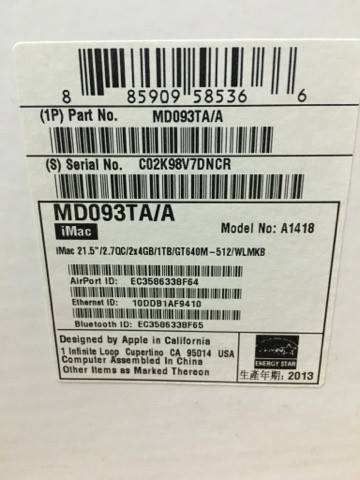 8 85909 58536 6
(1P) Part No. MD093TA/A
(S) Serial No. C02K98V7DNCR
MD093TA/A
iMac
Model No: A1418
iMac 21.5"/2.7QC/2x4GB/1TB/GT640M-512/WLMKB
AirPort ID: EC3586338F64
Ethernet ID: 10DDB1AF9410
Bluetooth ID: EC3586338F65
Designed by Apple in California
1 Infinite Loop Cupertino CA 95014 USA
Computer Assembled In China
Other Items as Marked Thereon
ENERGY STAR
生產年期: 2013